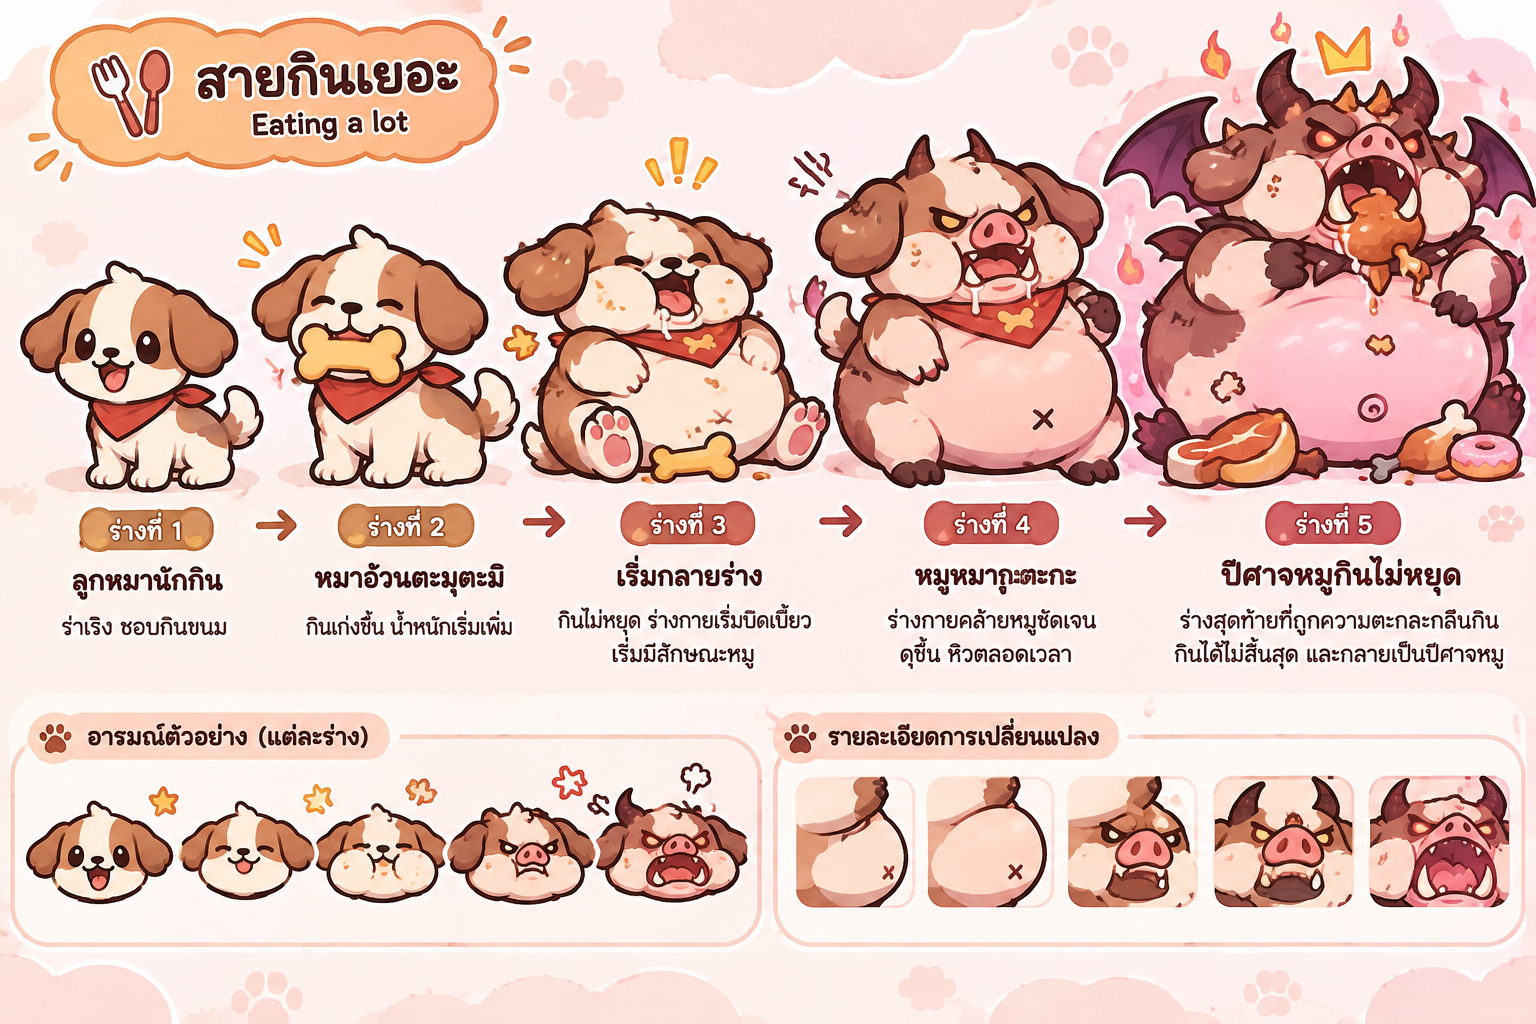 สายกินเยอะ
Eating a lot
ร่างที่ 1
ร่างที่ 2
ร่างที่ 3
ร่างที่ 4
ร่างที่ 5
ลูกหมานักกิน
หมาอ้วนตะมุตะมิ
เริ่มกลายร่าง
หมูหมาถูะตะกะ
ปีศาจหมูกินไม่หยุด
ร่าเริง ชอบกินขนม
กินเก่งขึ้น น้ำหนักเริ่มเพิ่ม
กินไม่หยุด ร่างกายเริ่มบิดเบี้ยว
เริ่มมีลักษณะหมู
ร่างกายคล้ายหมูชัดเจน
ดุขึ้น หิวตลอดเวลา
ร่างสุดท้ายที่ถูกความตะกละกลืนกิน
กินได้ไม่สิ้นสุด และกลายเป็นปีศาจหมู
อารมณ์ตัวอย่าง (แต่ละร่าง)
รายละเอียดการเปลี่ยนแปลง